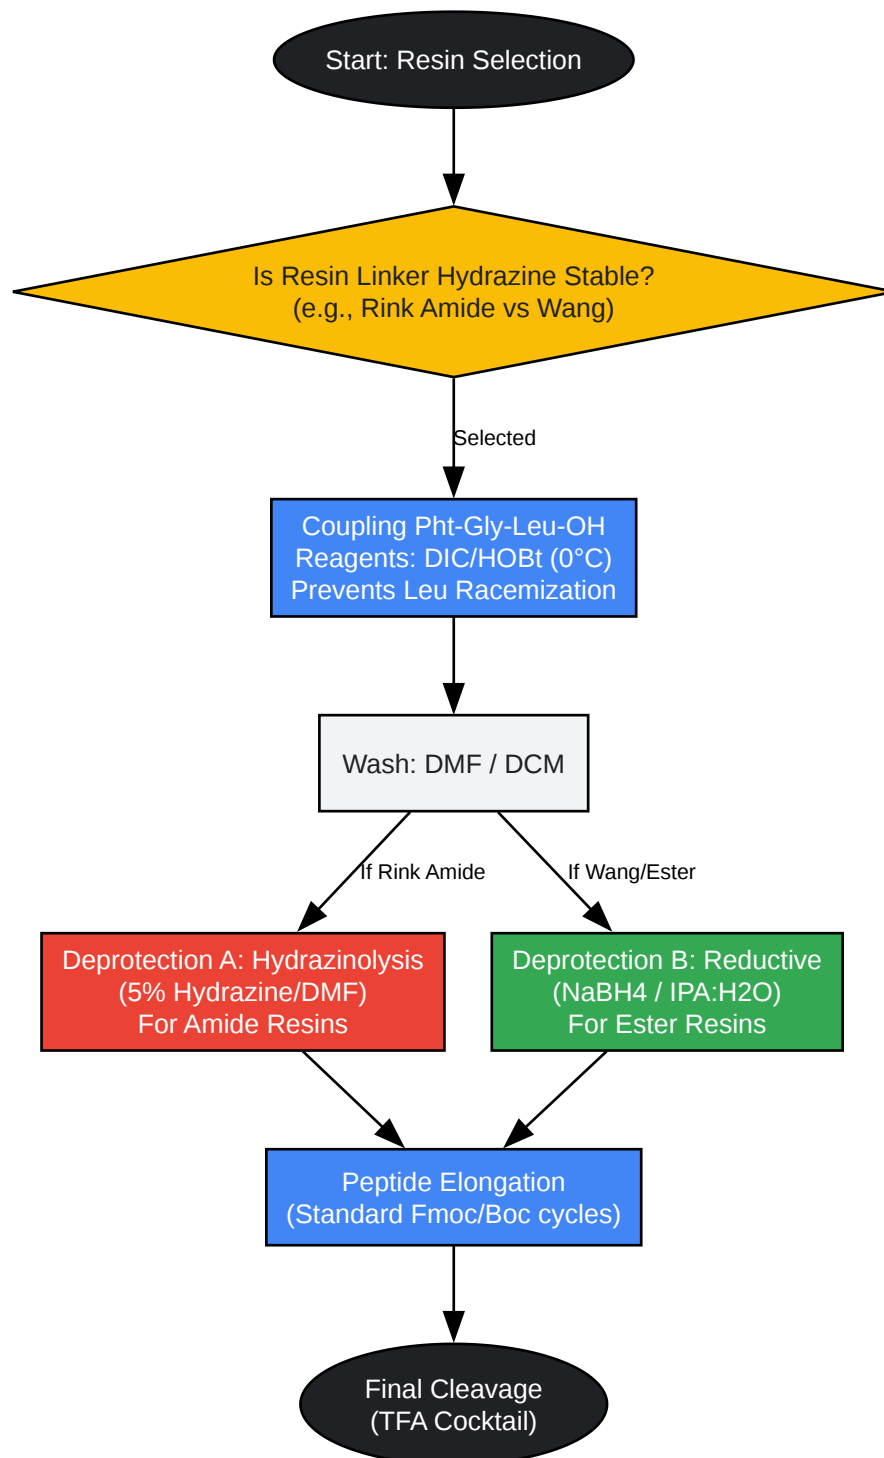 Start: Resin Selection
Is Resin Linker Hydrazine Stable?
(e.g., Rink Amide vs Wang)
Selected
Coupling Pht-Gly-Leu-OH
Reagents: DIC/HOBt (0°C)
Prevents Leu Racemization
Wash: DMF / DCM
If Rink Amide
If Wang/Ester
Deprotection A: Hydrazinolysis
(5% Hydrazine/DMF)
For Amide Resins
Deprotection B: Reductive
(NaBH4 / IPA:H2O)
For Ester Resins
Peptide Elongation
(Standard Fmoc/Boc cycles)
Final Cleavage
(TFA Cocktail)